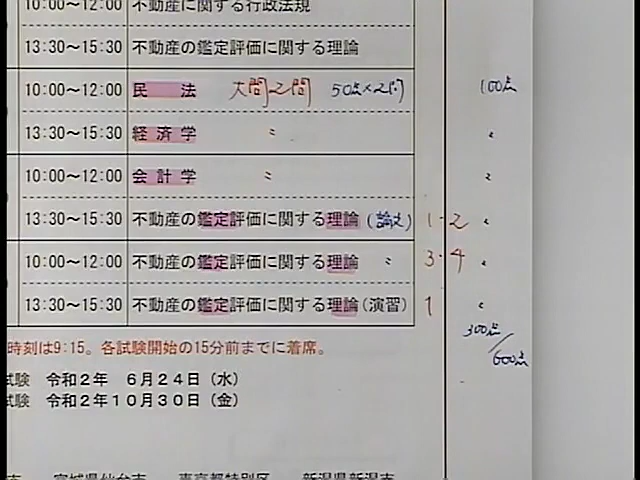 10:00～12:00 不動産に関する行政法規
13:30～15:30 不動産の鑑定評価に関する理論
10:00～12:00 民 法 大問2問 50点×2問 100点
13:30～15:30 経済学 〃 〃
10:00～12:00 会計学 〃 〃
13:30～15:30 不動産の鑑定評価に関する理論 (論文) 1·2 〃
10:00～12:00 不動産の鑑定評価に関する理論 〃 3·4 〃
13:30～15:30 不動産の鑑定評価に関する理論(演習) 1 〃
300点/600点
時刻は9:15。各試験開始の15分前までに着席。
試験 令和2年 6月24日(水)
試験 令和2年10月30日(金)
宮城県仙台市 東京都特別区 新潟県新潟市